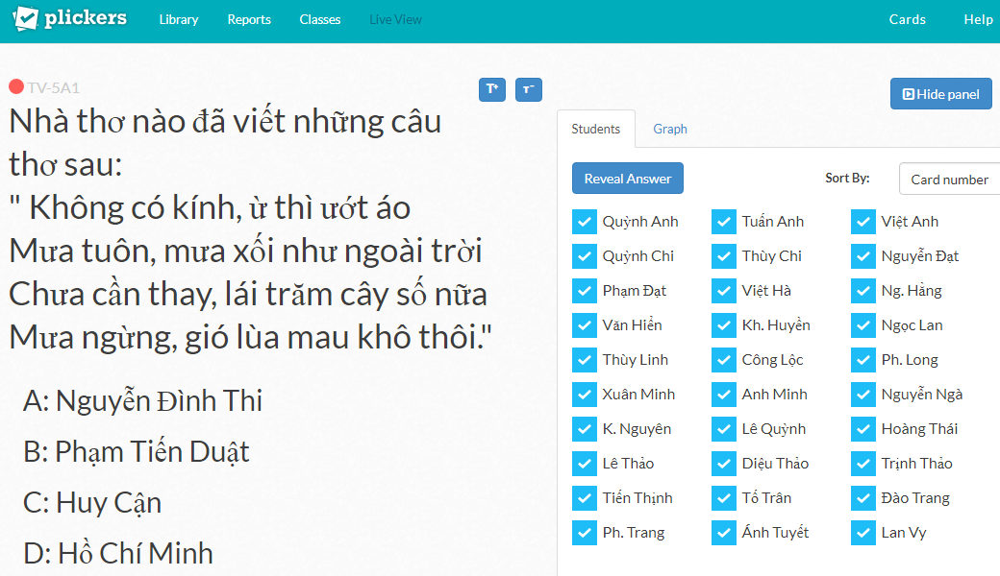 plickers Library Reports Classes Live View Cards Help
TV-5A1
T+ T-
Hide panel
Nhà thơ nào đã viết những câu
thơ sau:
" Không có kính, ừ thì ướt áo
Mưa tuôn, mưa xối như ngoài trời
Chưa cần thay, lái trăm cây số nữa
Mưa ngừng, gió lùa mau khô thôi."
A: Nguyễn Đình Thi
B: Phạm Tiến Duật
C: Huy Cận
D: Hồ Chí Minh
Students Graph
Reveal Answer Sort By: Card number
Quỳnh Anh Tuấn Anh Việt Anh
Quỳnh Chi Thùy Chi Nguyễn Đạt
Phạm Đạt Việt Hà Ng. Hằng
Văn Hiển Kh. Huyền Ngọc Lan
Thùy Linh Công Lộc Ph. Long
Xuân Minh Anh Minh Nguyễn Ngà
K. Nguyên Lê Quỳnh Hoàng Thái
Lê Thảo Diệu Thảo Trịnh Thảo
Tiến Thịnh Tố Trân Đào Trang
Ph. Trang Ánh Tuyết Lan Vy